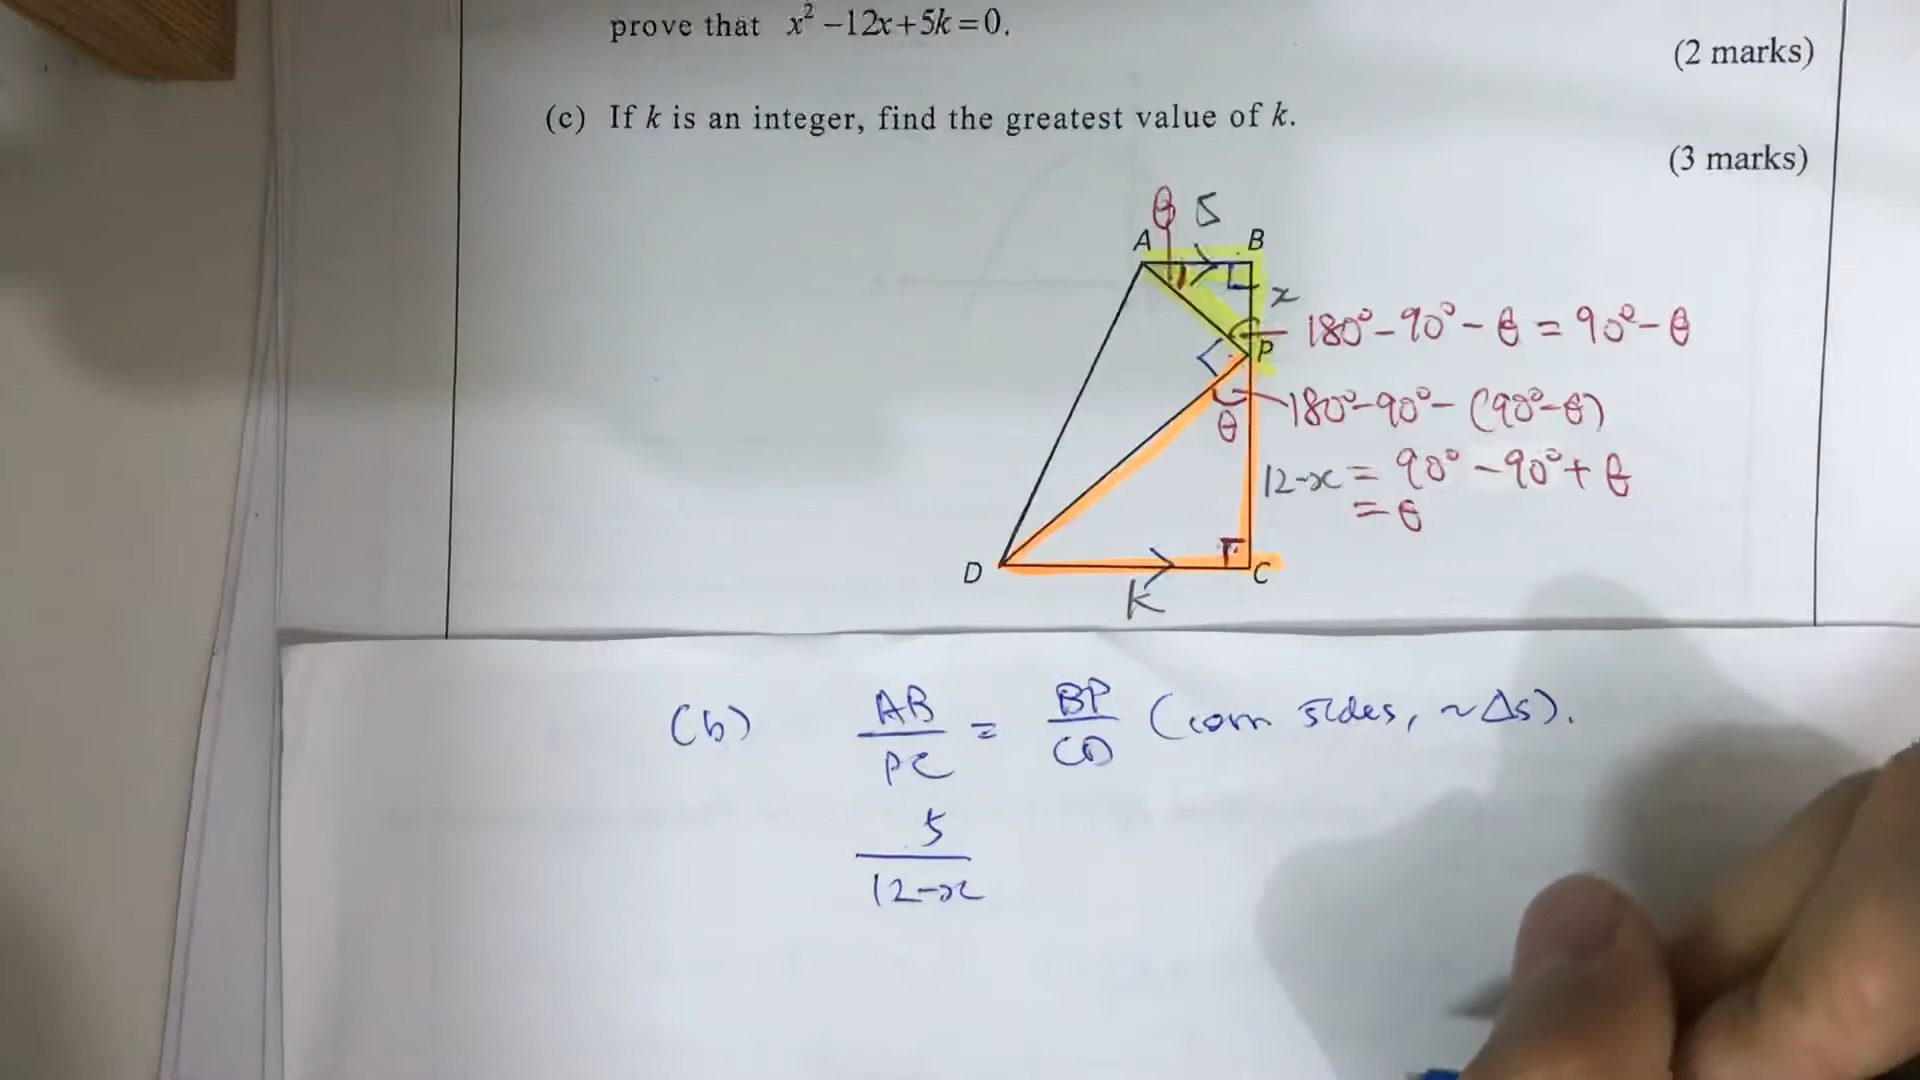 prove that x² −12x+5k=0.
(2 marks)
(c) If k is an integer, find the greatest value of k.
(3 marks)
θ 5
A B
x
180°-90°-θ = 90°-θ
P
180°-90°-(90°-θ)
θ
12-x = 90°-90°+θ
= θ
D C
k
(b) AB/PC = BP/CD (corr sides, ~Δs).
5/12-x